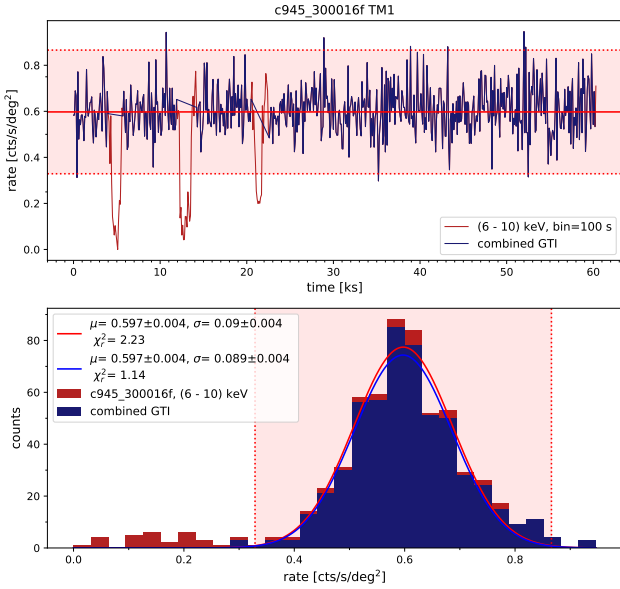 c945_300016f TM1
rate [cts/s/deg²]
0.8
0.6
0.4
0.2
0.0
(6 - 10) keV, bin=100 s
combined GTI
0 10 20 30 40 50 60
time [ks]
counts
80
60
40
20
0
μ= 0.597±0.004, σ= 0.09±0.004
χ²ᵣ= 2.23
μ= 0.597±0.004, σ= 0.089±0.004
χ²ᵣ= 1.14
c945_300016f, (6 - 10) keV
combined GTI
0.0 0.2 0.4 0.6 0.8
rate [cts/s/deg²]